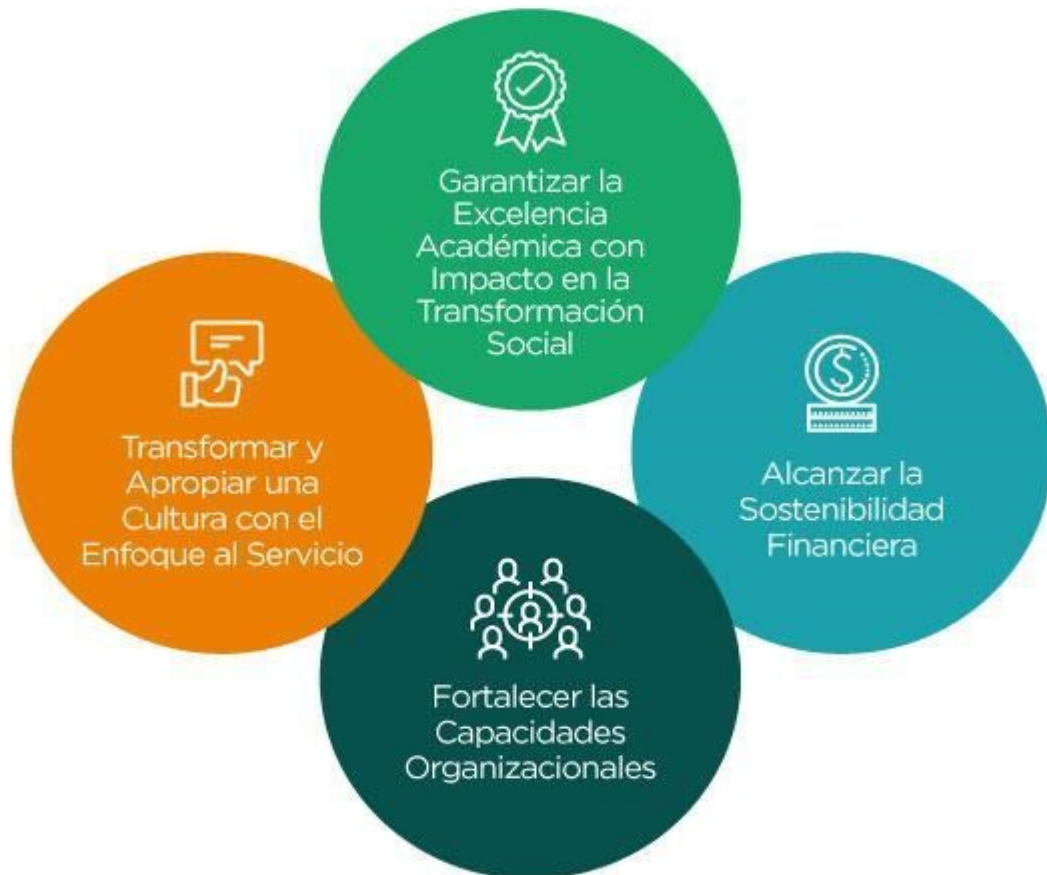 Garantizar la
Excelencia
Académica con
Impacto en la
Transformación
Social
Transformar y
Apropiar una
Cultura con el
Enfoque al Servicio
Alcanzar la
Sostenibilidad
Financiera
Fortalecer las
Capacidades
Organizacionales